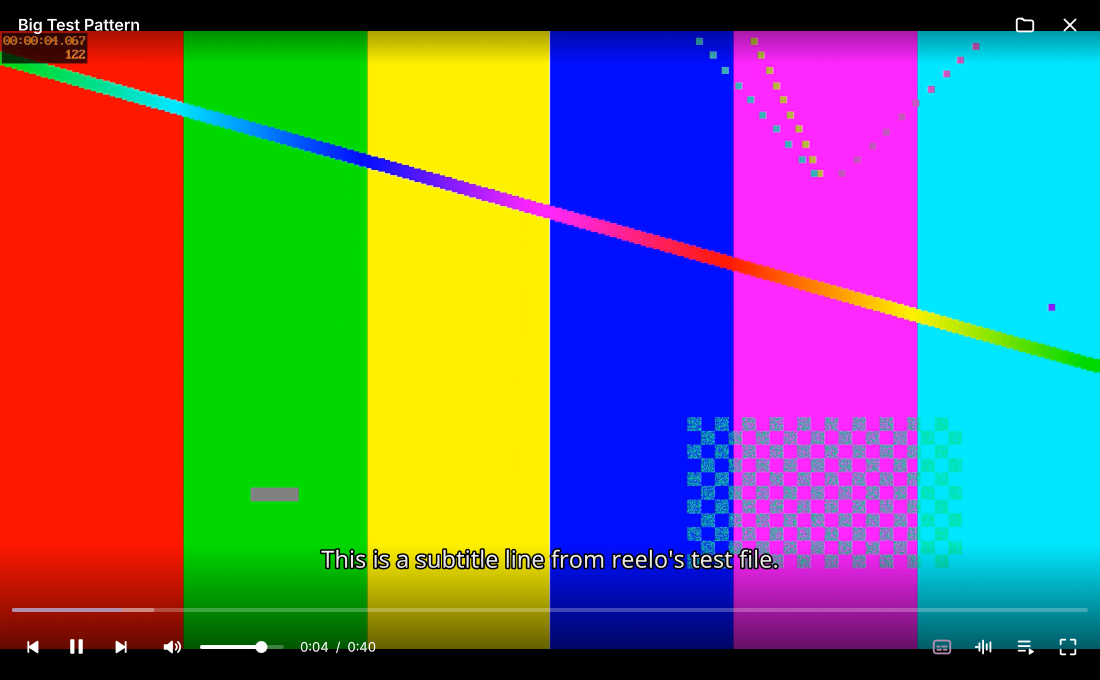 Big Test Pattern
00:00:04.067
122
This is a subtitle line from reelo's test file.
0:04 / 0:40